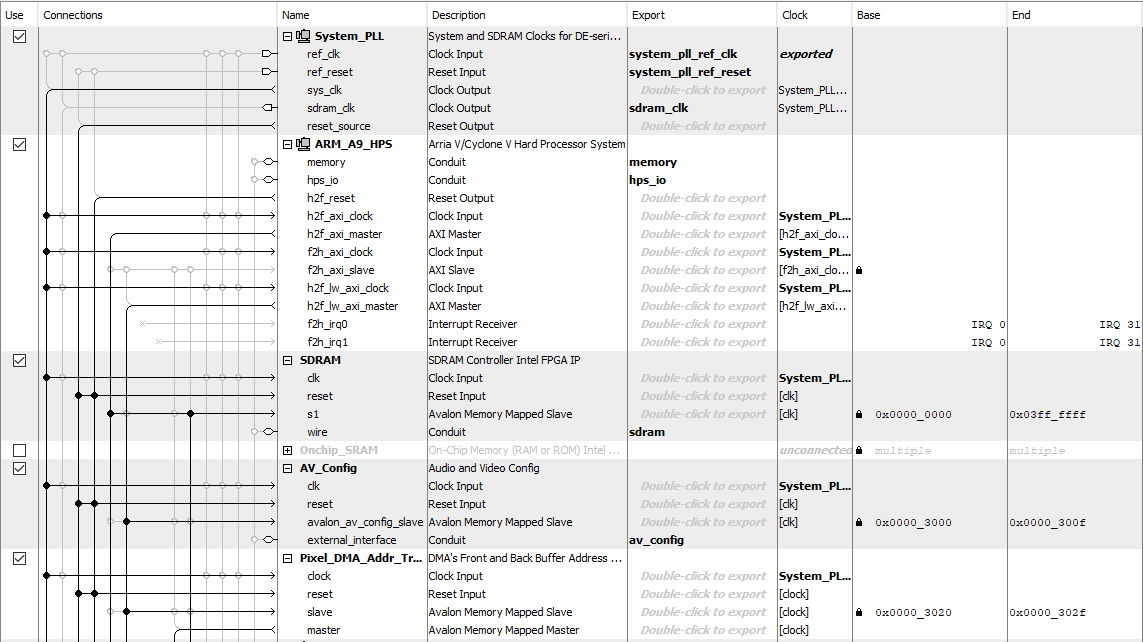 Use Connections Name Description Export Clock Base End
System_PLL System and SDRAM Clocks for DE-seri...
ref_clk Clock Input system_pll_ref_clk exported
ref_reset Reset Input system_pll_ref_reset
sys_clk Clock Output Double-click to export System_PLL...
sdram_clk Clock Output sdram_clk System_PLL...
reset_source Reset Output Double-click to export
ARM_A9_HPS Arria V/Cyclone V Hard Processor System
memory Conduit memory
hps_io Conduit hps_io
h2f_reset Reset Output Double-click to export
h2f_axi_clock Clock Input Double-click to export System_PL...
h2f_axi_master AXI Master Double-click to export [h2f_axi_clo...
f2h_axi_clock Clock Input Double-click to export System_PL...
f2h_axi_slave AXI Slave Double-click to export [f2h_axi_clo...
h2f_lw_axi_clock Clock Input Double-click to export System_PL...
h2f_lw_axi_master AXI Master Double-click to export [h2f_lw_axi...
f2h_irq0 Interrupt Receiver Double-click to export IRQ 0 IRQ 31
f2h_irq1 Interrupt Receiver Double-click to export IRQ 0 IRQ 31
SDRAM SDRAM Controller Intel FPGA IP
clk Clock Input Double-click to export System_PL...
reset Reset Input Double-click to export [clk]
s1 Avalon Memory Mapped Slave Double-click to export [clk] 0x0000_0000 0x03ff_ffff
wire Conduit sdram
Onchip_SRAM On-Chip Memory (RAM or ROM) Intel ... unconnected multiple multiple
AV_Config Audio and Video Config
clk Clock Input Double-click to export System_PL...
reset Reset Input Double-click to export [clk]
avalon_av_config_slave Avalon Memory Mapped Slave Double-click to export [clk] 0x0000_3000 0x0000_300f
external_interface Conduit av_config
Pixel_DMA_Addr_Tr... DMA's Front and Back Buffer Address ...
clock Clock Input Double-click to export System_PL...
reset Reset Input Double-click to export [clock]
slave Avalon Memory Mapped Slave Double-click to export [clock] 0x0000_3020 0x0000_302f
master Avalon Memory Mapped Master Double-click to export [clock]